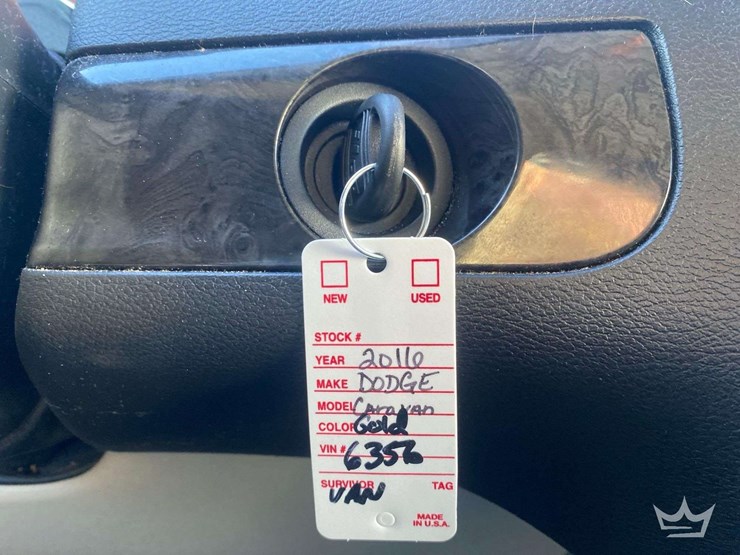 NEW USED
STOCK #
YEAR 2016
MAKE DODGE
MODEL Caravan
COLOR Gold
VIN # 6356
SURVIVOR TAG
VAN
MADE
IN U.S.A.